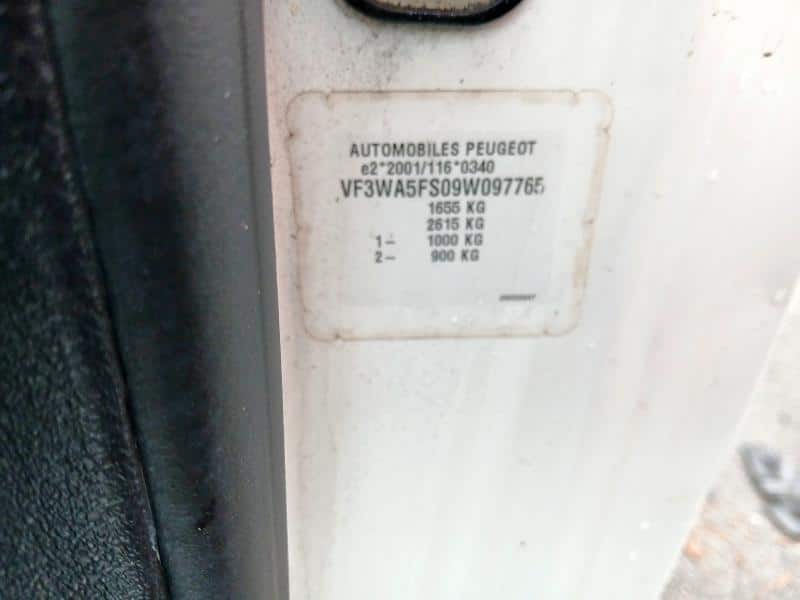 AUTOMOBILES PEUGEOT
e2*2001/116*0340
VF3WA5FS09W097765
1655 KG
2615 KG
1- 1000 KG
2- 900 KG